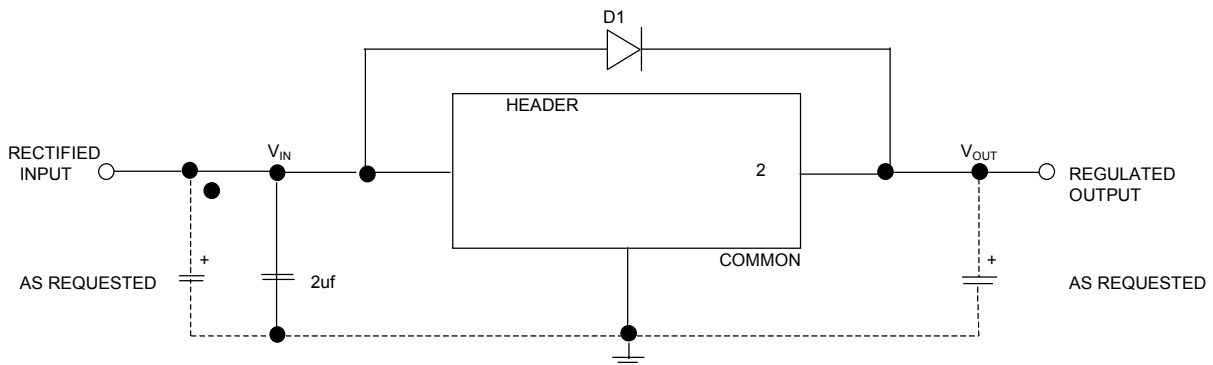 D1
HEADER
RECTIFIED
INPUT
VIN
2
VOUT
REGULATED
OUTPUT
COMMON
+
AS REQUESTED
2uf
+
AS REQUESTED